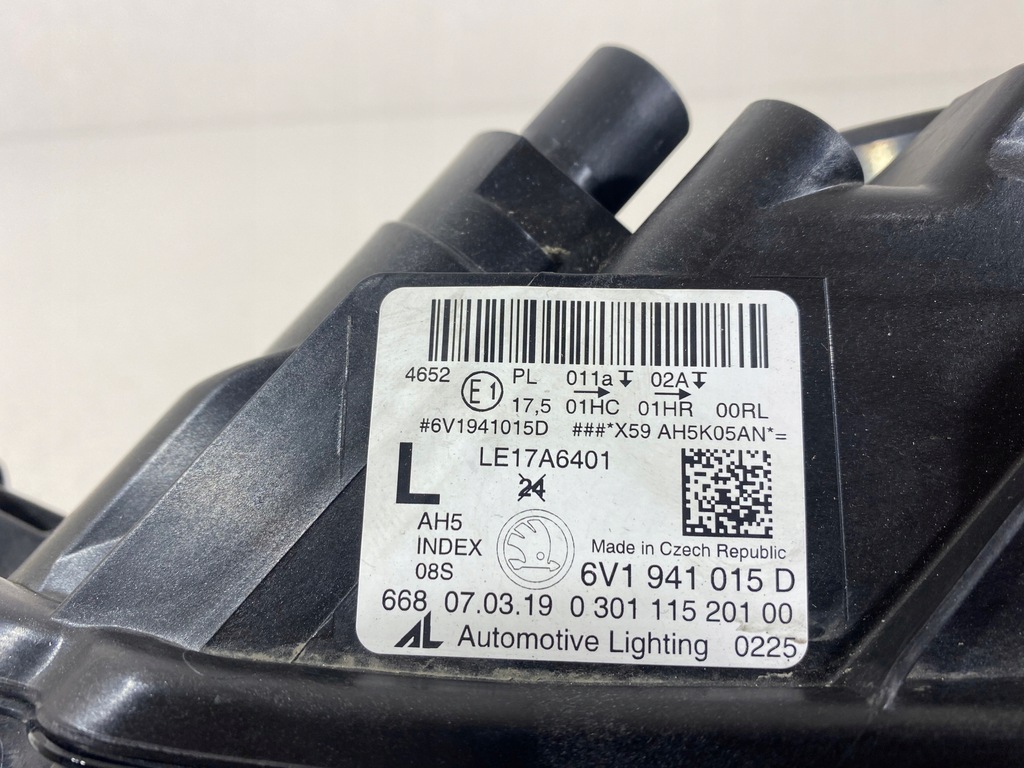 4652 E1 PL 011a 02A
17,5 01HC 01HR 00RL
#6V1941015D ###*X59 AH5K05AN*=
L LE17A6401
24
AH5
INDEX
08S
Made in Czech Republic
6V1 941 015 D
668 07.03.19 0 301 115 201 00
AL Automotive Lighting 0225